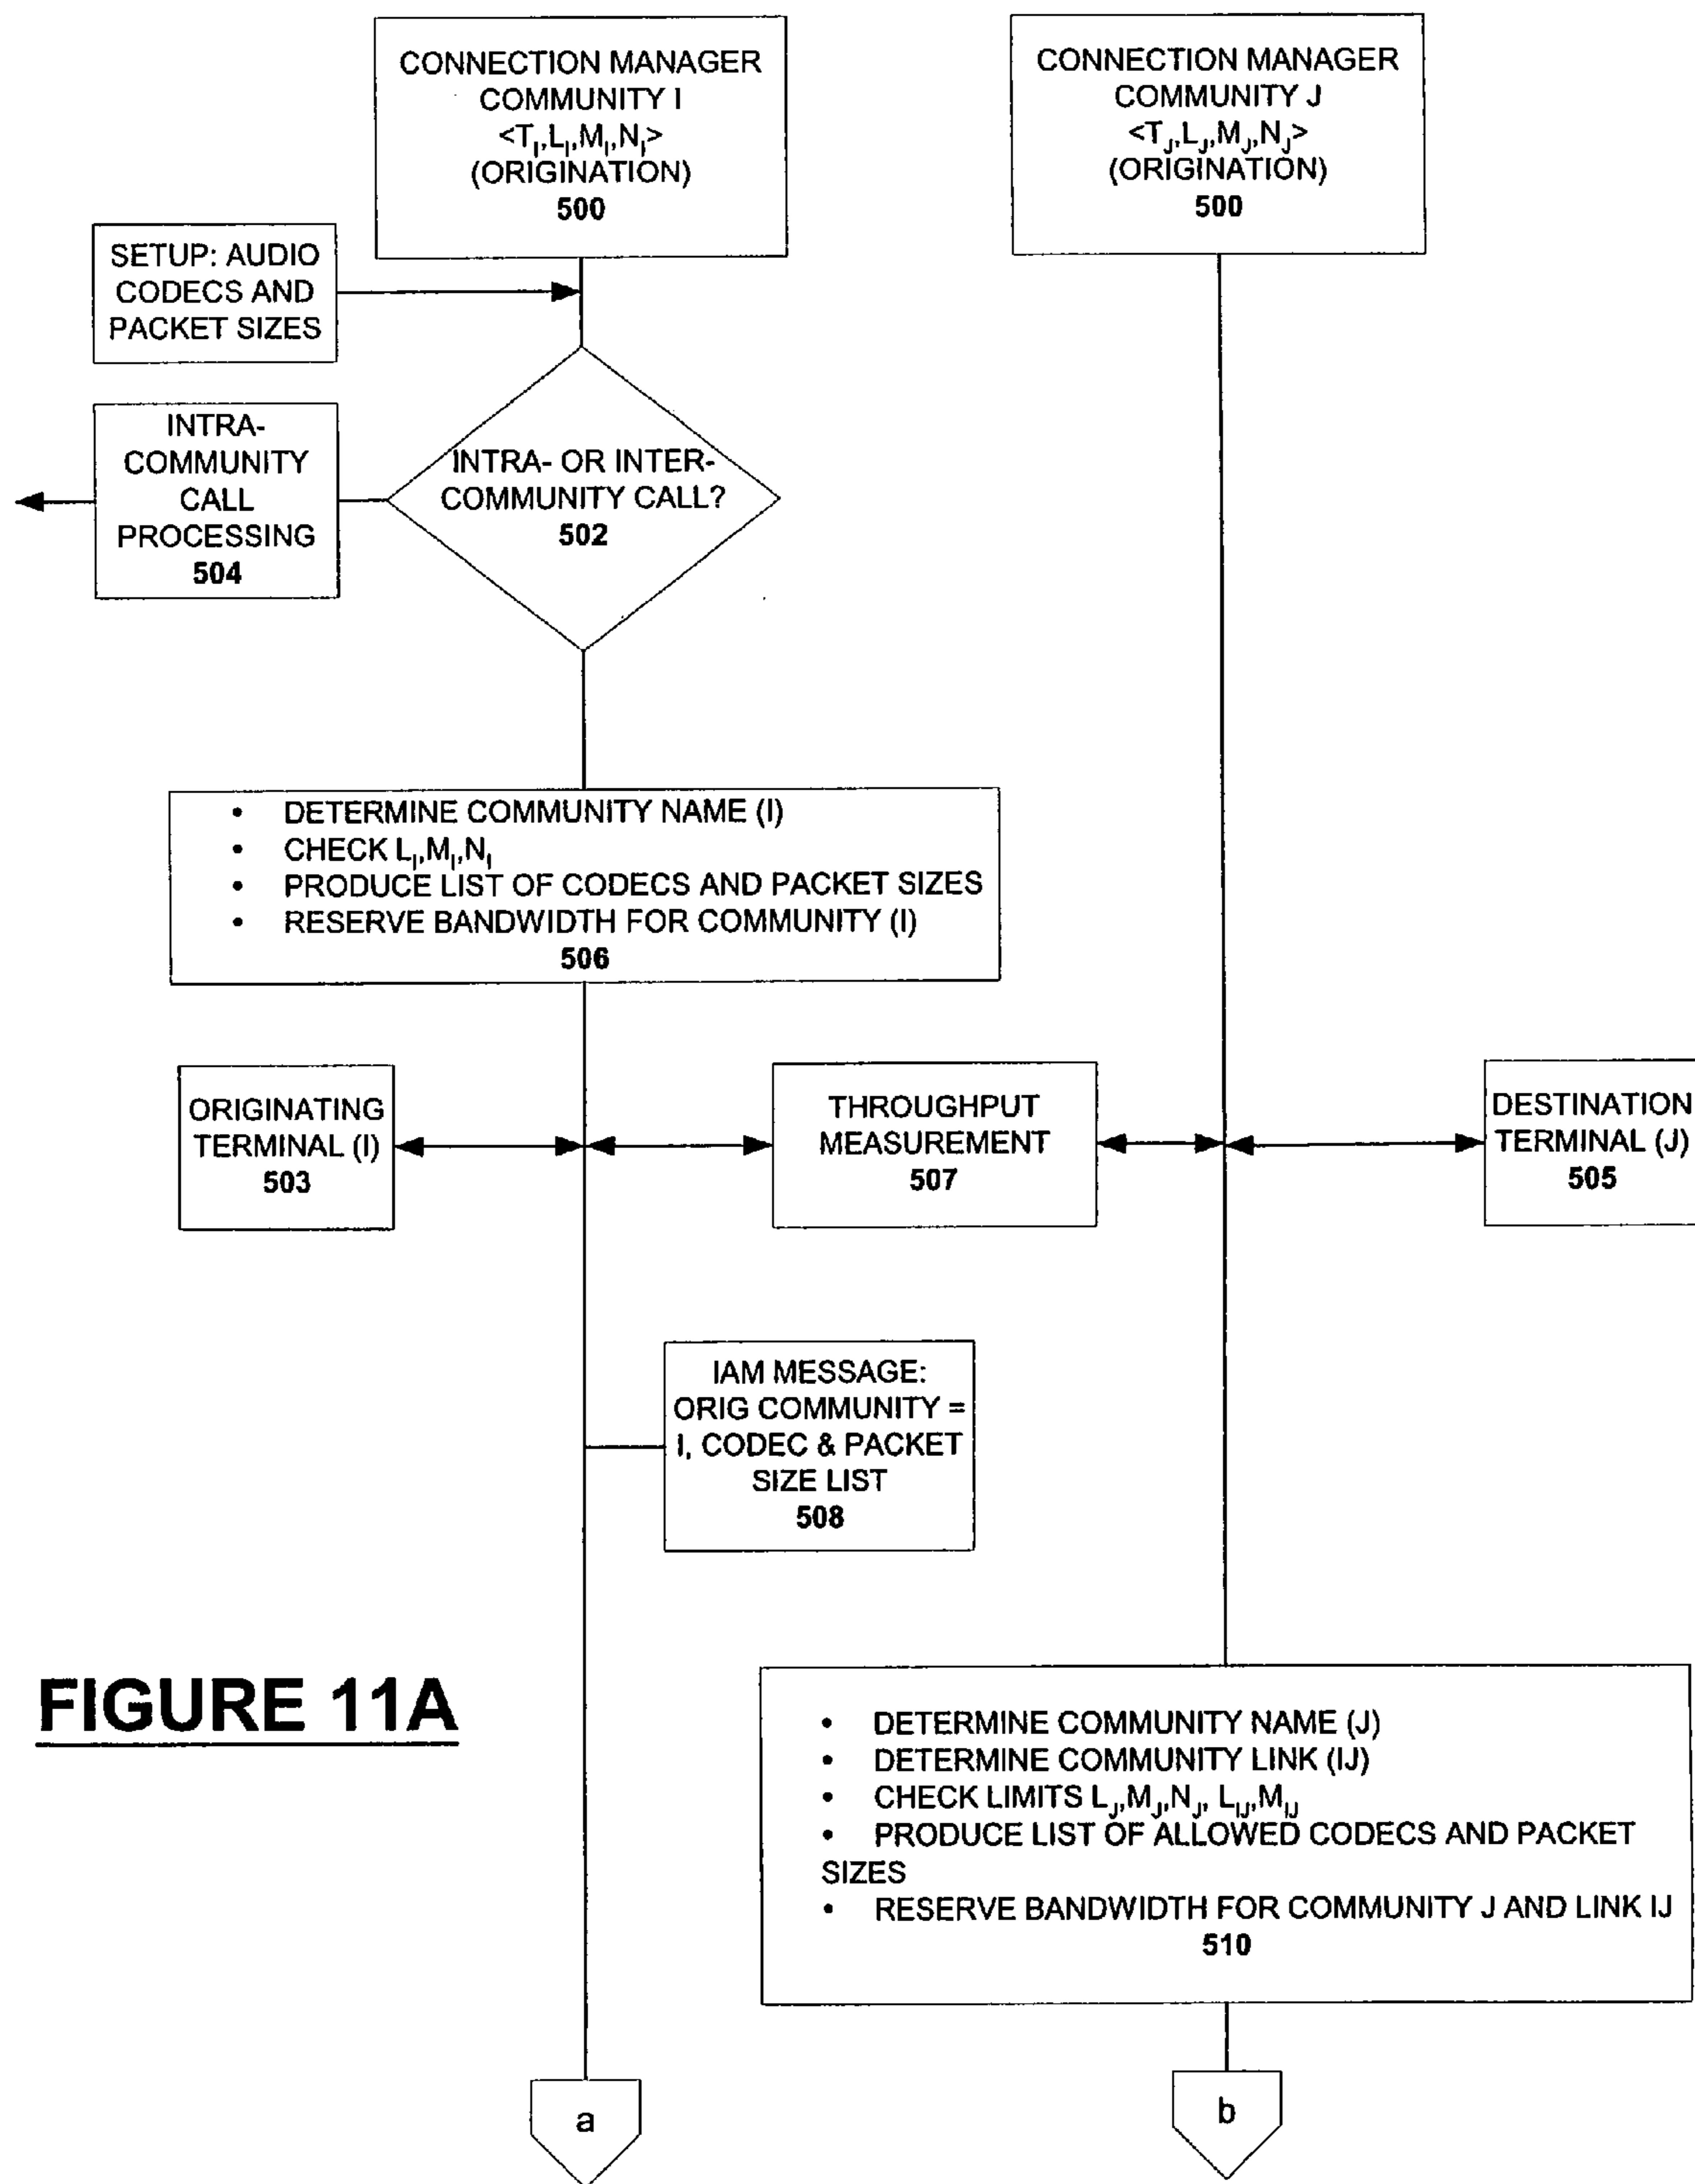 CONNECTION MANAGER
COMMUNITY I
<T_I,L_I,M_I,N_I>
(ORIGINATION)
500
CONNECTION MANAGER
COMMUNITY J
<T_J,L_J,M_J,N_J>
(ORIGINATION)
500
SETUP: AUDIO
CODECS AND
PACKET SIZES
INTRA-
COMMUNITY
CALL
PROCESSING
504
INTRA- OR INTER-
COMMUNITY CALL?
502
• DETERMINE COMMUNITY NAME (I)
• CHECK L_I,M_I,N_I
• PRODUCE LIST OF CODECS AND PACKET SIZES
• RESERVE BANDWIDTH FOR COMMUNITY (I)
506
ORIGINATING
TERMINAL (I)
503
THROUGHPUT
MEASUREMENT
507
DESTINATION
TERMINAL (J)
505
IAM MESSAGE:
ORIG COMMUNITY =
I, CODEC & PACKET
SIZE LIST
508
FIGURE 11A
• DETERMINE COMMUNITY NAME (J)
• DETERMINE COMMUNITY LINK (IJ)
• CHECK LIMITS L_J,M_J,N_J, L_IJ,M_IJ
• PRODUCE LIST OF ALLOWED CODECS AND PACKET
SIZES
• RESERVE BANDWIDTH FOR COMMUNITY J AND LINK IJ
510
a
b